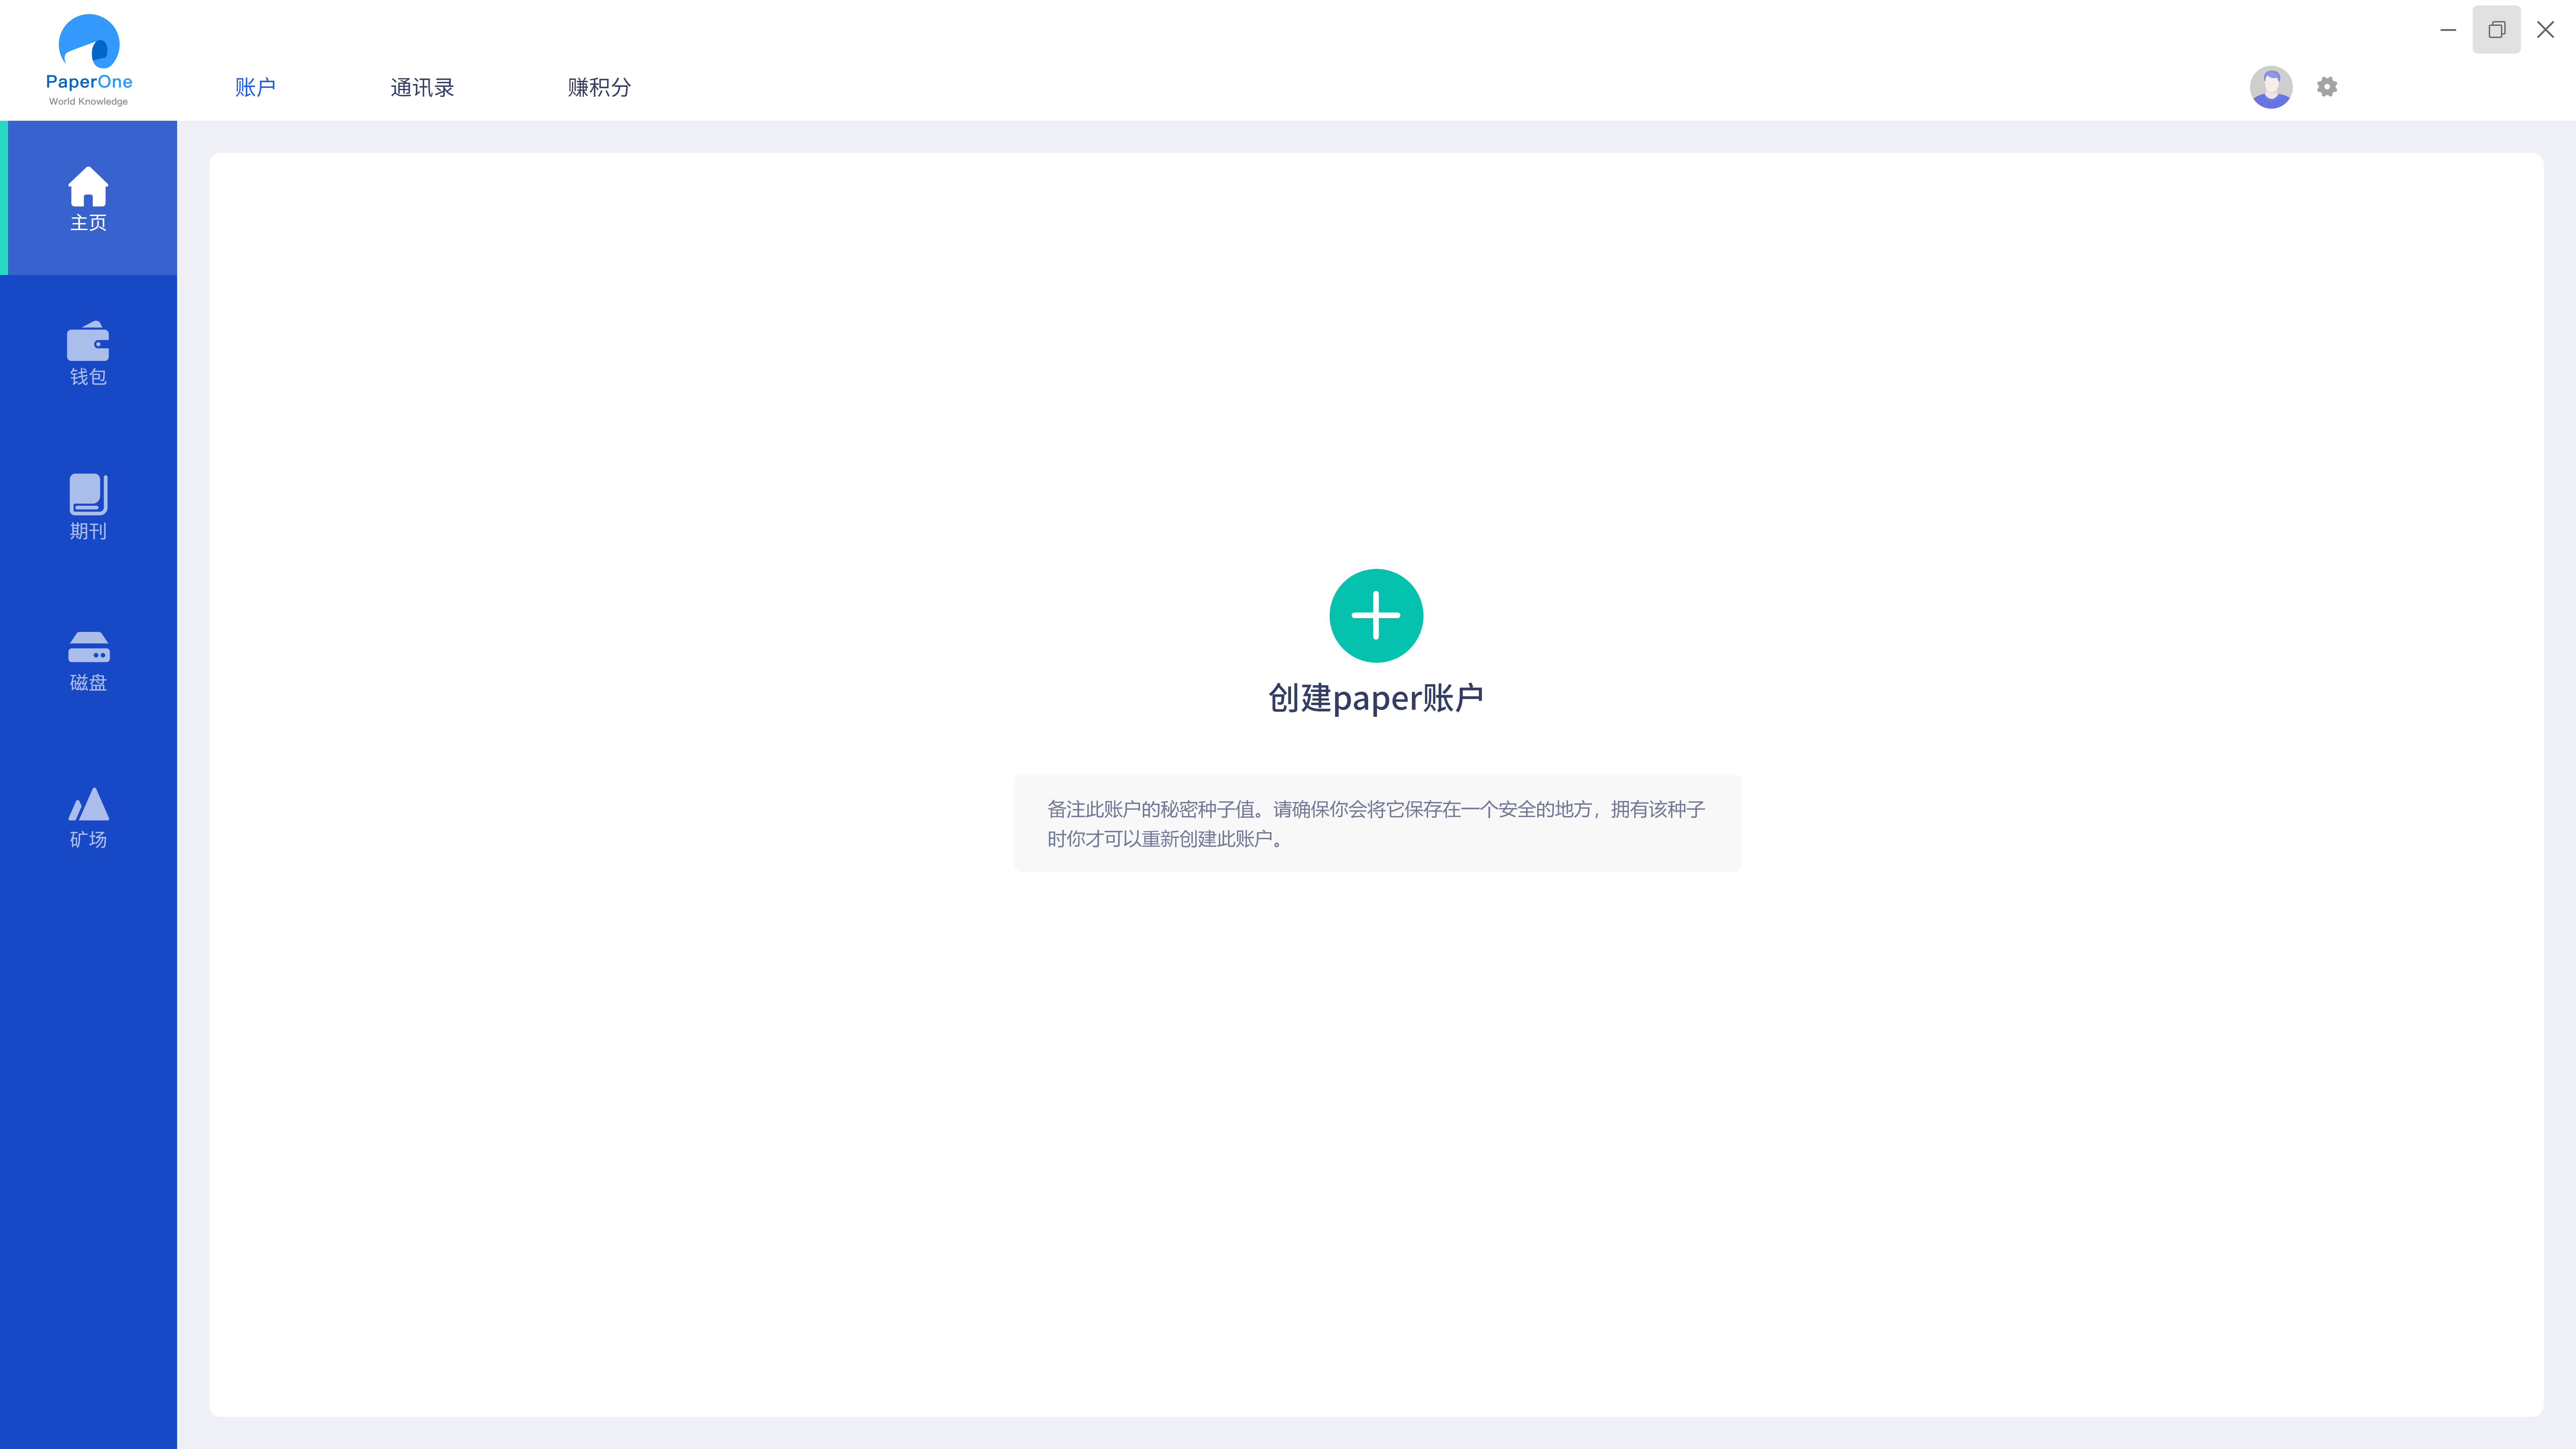 PaperOne
World Knowledge
账户
通讯录
赚积分
主页
钱包
期刊
磁盘
矿场
创建paper账户
备注此账户的秘密种子值。请确保你会将它保存在一个安全的地方，拥有该种子
时你才可以重新创建此账户。